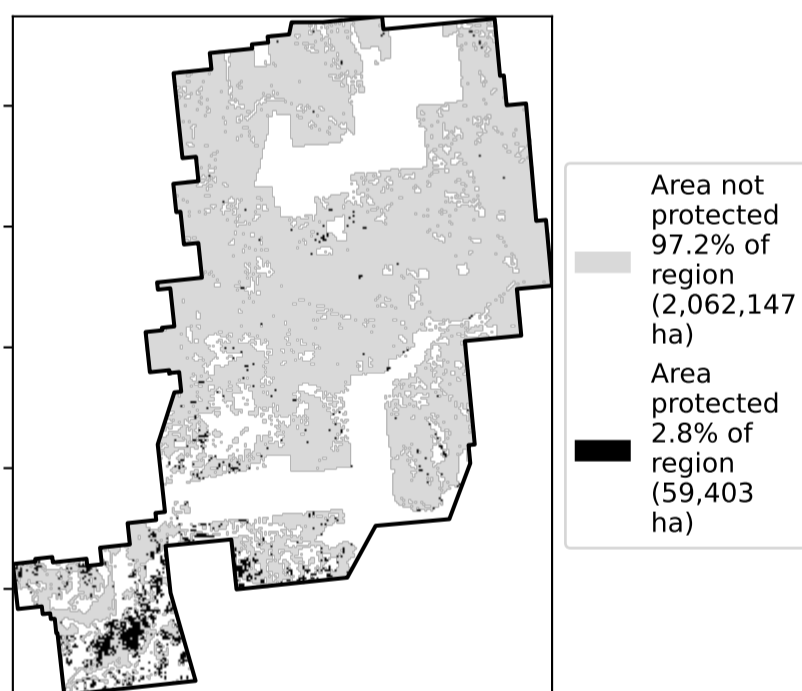 Area not
protected
97.2% of
region
(2,062,147
ha)
Area
protected
2.8% of
region
(59,403
ha)